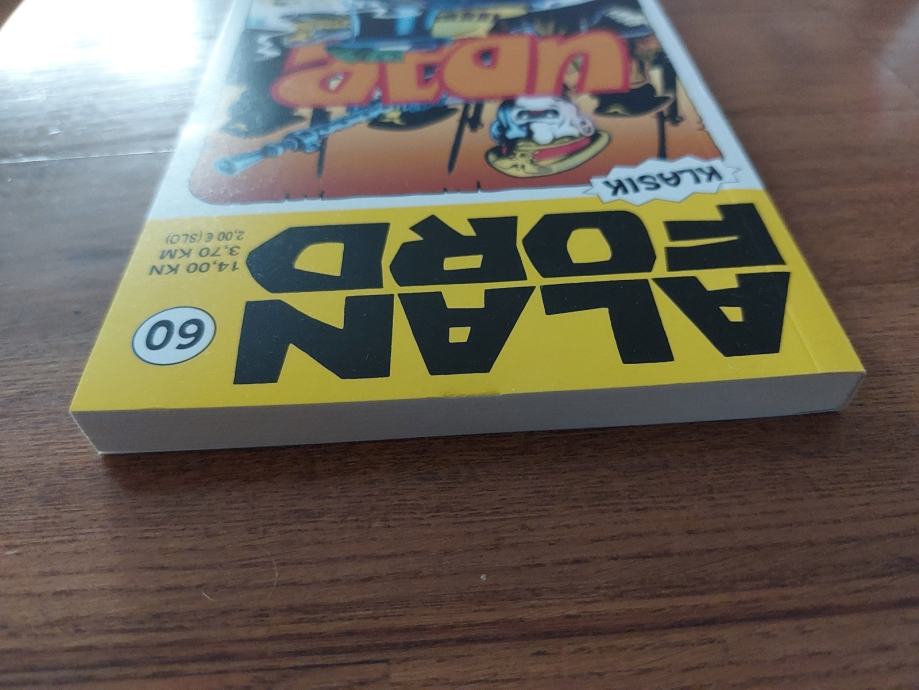 ALAN
FORD
60
14,00 KN
3,70 KM
2,00 € (SLO)
KLASIK
UDAR